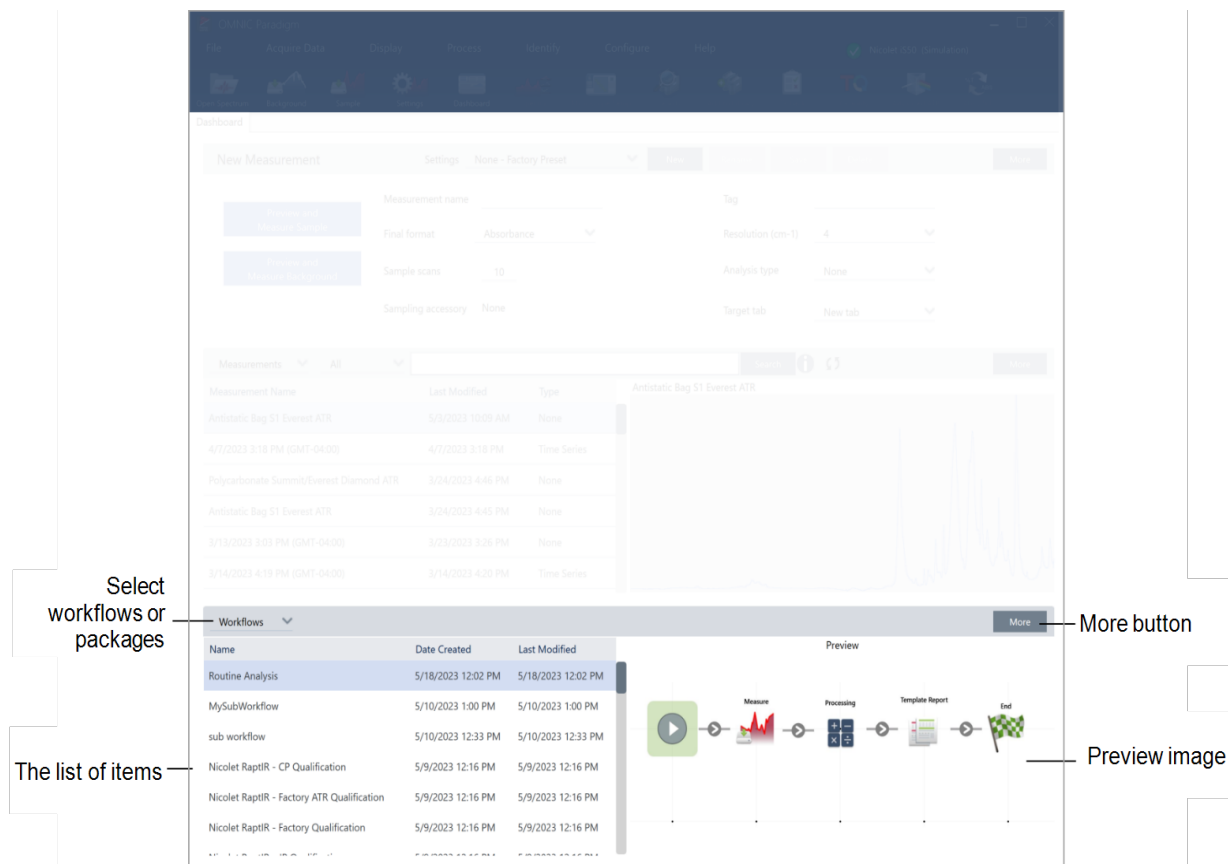 OMNIC Paradigm
File Acquire Data Display Process Identify Configure Help
Dashboard
New Measurement Settings None - Factory Preset New More
Measurement name Tag
Final format Absorbance Resolution (cm-1) 4
Sample scans 10 Analysis type None
Sampling accessory None Target tab New tab
Measurements All More
Measurement Name Last Modified Type Antistatic Bag S1 Everest ATR
Antistatic Bag S1 Everest ATR 5/3/2023 10:09 AM None
4/7/2023 3:18 PM (GMT-04:00) 4/7/2023 3:18 PM Time Series
Polycarbonate Summit/Everest Diamond ATR 3/24/2023 4:46 PM None
Antistatic Bag S1 Everest ATR 3/24/2023 4:45 PM None
3/13/2023 3:03 PM (GMT-04:00) 3/23/2023 3:26 PM None
3/14/2023 4:19 PM (GMT-04:00) 3/14/2023 4:20 PM Time Series
Select
workflows or
packages
Workflows More
More button
Name Date Created Last Modified Preview
Routine Analysis 5/18/2023 12:02 PM 5/18/2023 12:02 PM
MySubWorkflow 5/10/2023 1:00 PM 5/10/2023 1:00 PM
sub workflow 5/10/2023 12:33 PM 5/10/2023 12:33 PM
Nicolet RaptIR - CP Qualification 5/9/2023 12:16 PM 5/9/2023 12:16 PM
Nicolet RaptIR - Factory ATR Qualification 5/9/2023 12:16 PM 5/9/2023 12:16 PM
Nicolet RaptIR - Factory Qualification 5/9/2023 12:16 PM 5/9/2023 12:16 PM
Measure Processing Template Report End
The list of items
Preview image